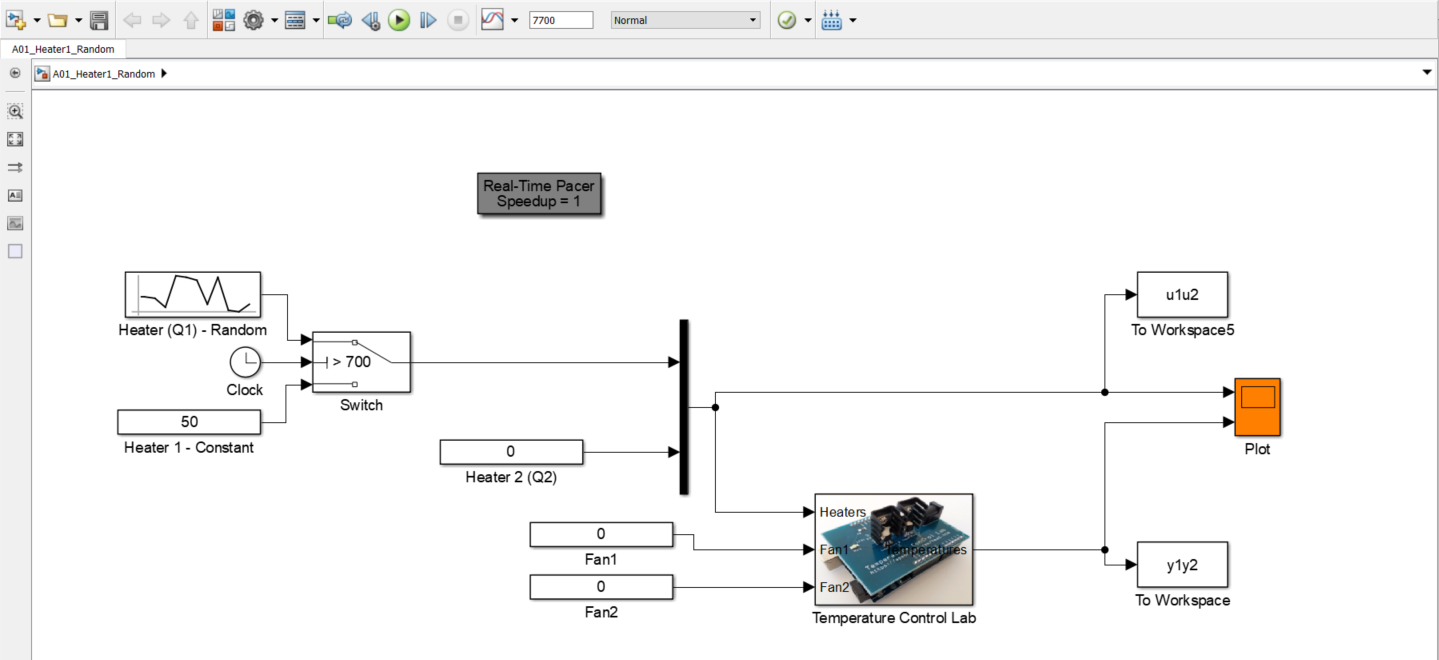 7700
Normal
A01_Heater1_Random
A01_Heater1_Random
Real-Time Pacer
Speedup = 1
Heater (Q1) - Random
> 700
Clock
Switch
50
Heater 1 - Constant
0
Heater 2 (Q2)
0
Fan1
0
Fan2
Heaters
Fan1
Fan2
Temperatures
Temperature Control Lab
u1u2
To Workspace5
Plot
y1y2
To Workspace